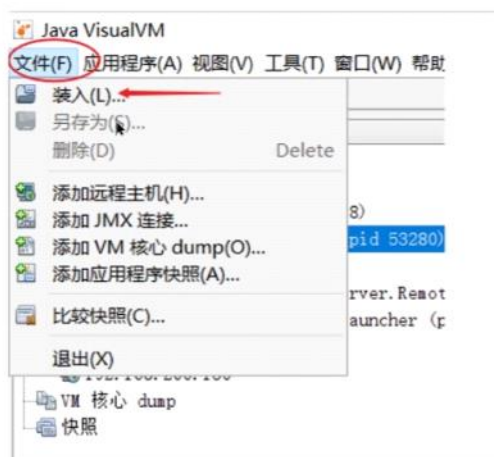 Java VisualVM
文件(F) 应用程序(A) 视图(V) 工具(T) 窗口(W) 帮助
装入(L)...
另存为(S)...
删除(D) Delete
添加远程主机(H)...
8)
添加 JMX 连接...
添加 VM 核心 dump(O)...
pid 53280)
添加应用程序快照(A)...
rver.Remot
比较快照(C)...
auncher (p
退出(X)
VM 核心 dump
快照